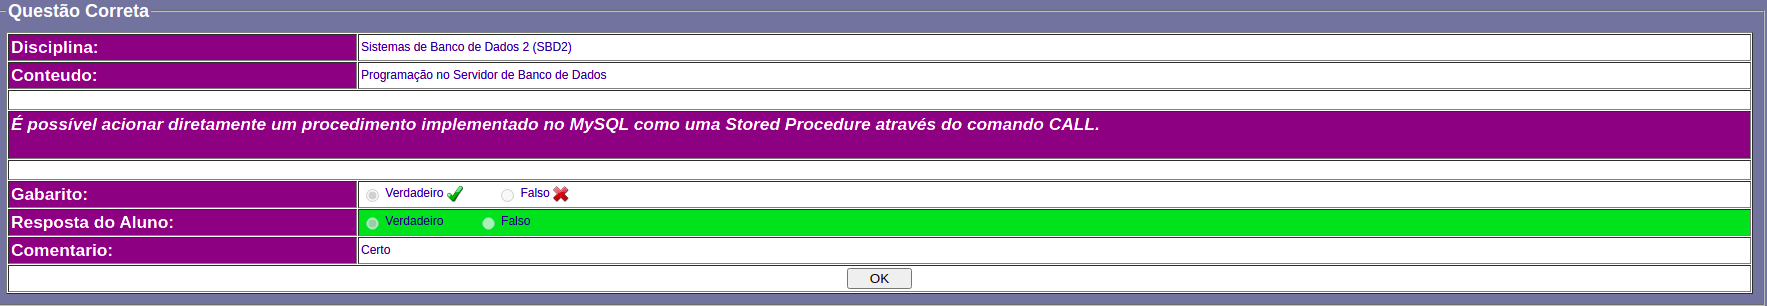 Questão Correta
Disciplina: Sistemas de Banco de Dados 2 (SBD2)
Conteudo: Programação no Servidor de Banco de Dados
É possível acionar diretamente um procedimento implementado no MySQL como uma Stored Procedure através do comando CALL.
Gabarito: Verdadeiro Falso
Resposta do Aluno: Verdadeiro Falso
Comentario: Certo
OK